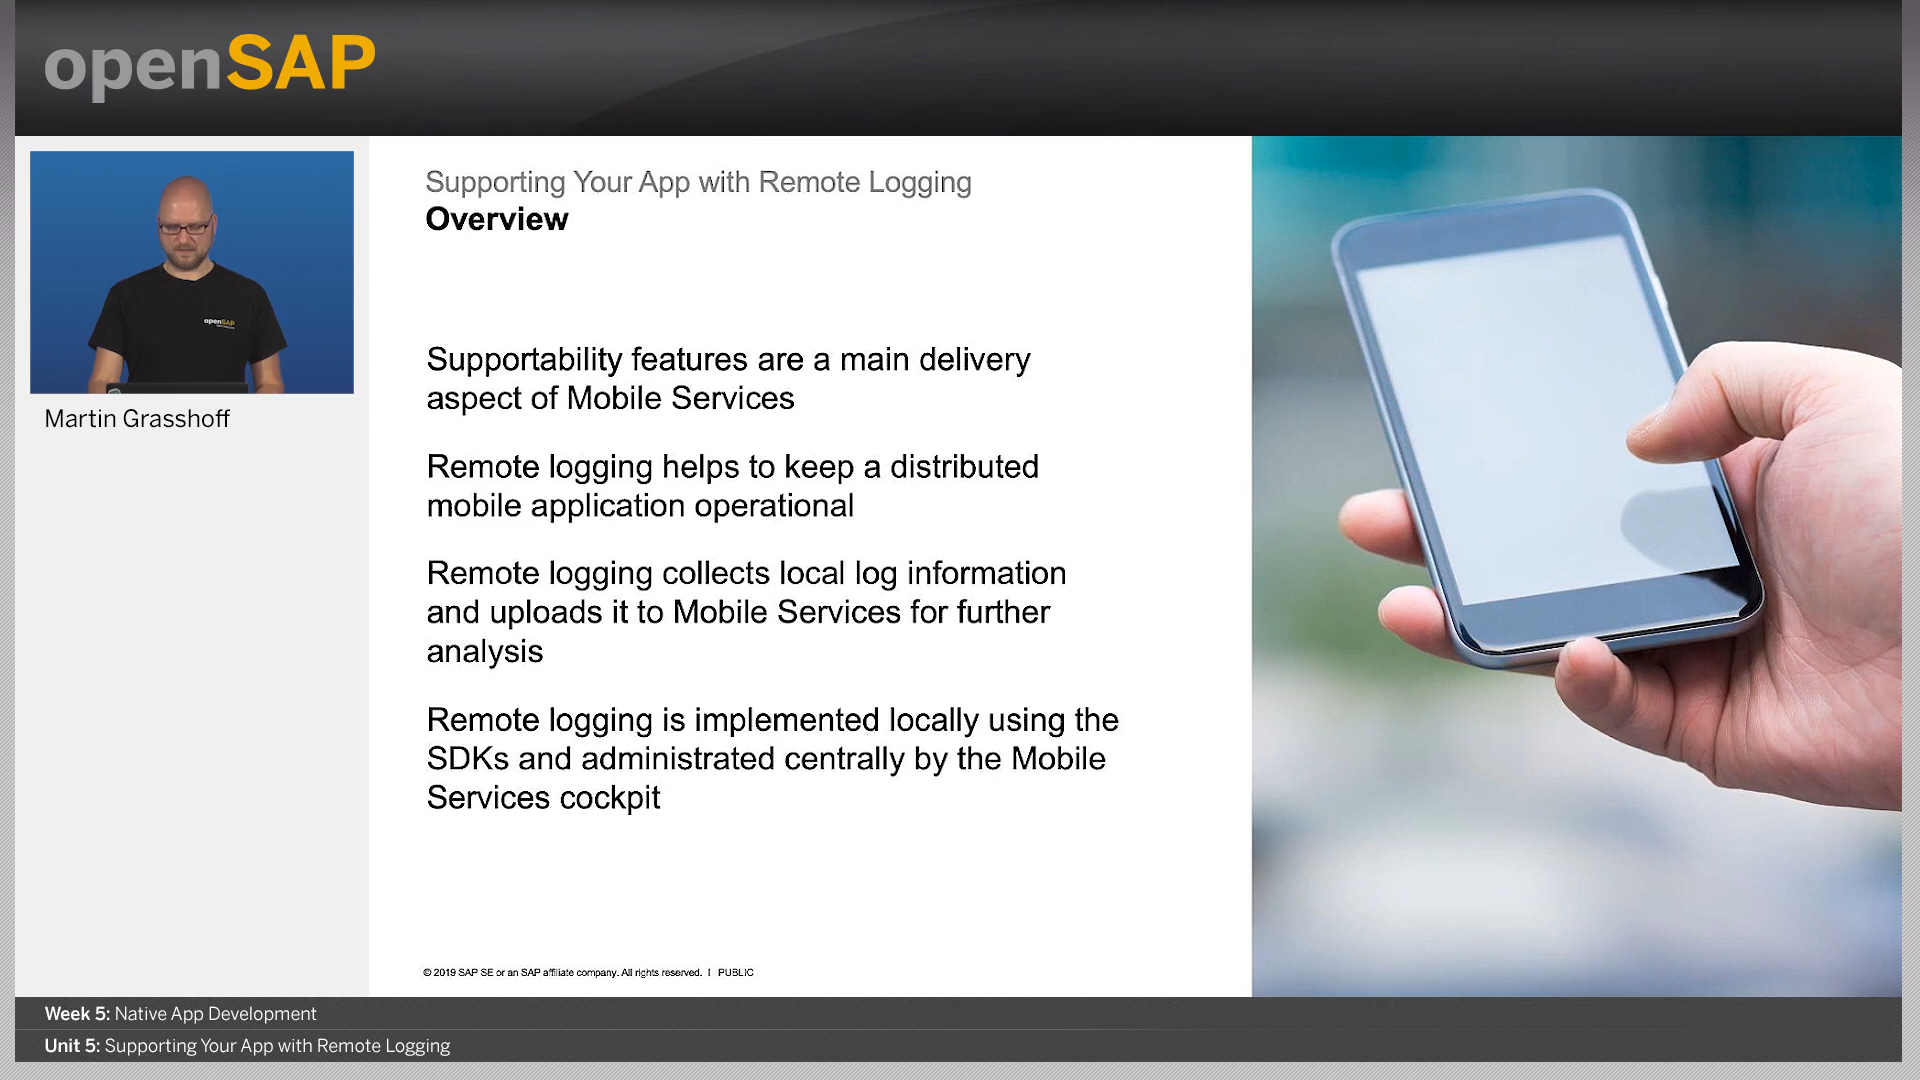 openSAP
openSAP
Martin Grasshoff
Supporting Your App with Remote Logging
Overview
Supportability features are a main delivery
aspect of Mobile Services
Remote logging helps to keep a distributed
mobile application operational
Remote logging collects local log information
and uploads it to Mobile Services for further
analysis
Remote logging is implemented locally using the
SDKs and administrated centrally by the Mobile
Services cockpit
© 2019 SAP SE or an SAP affiliate company. All rights reserved. | PUBLIC
Week 5: Native App Development
Unit 5: Supporting Your App with Remote Logging